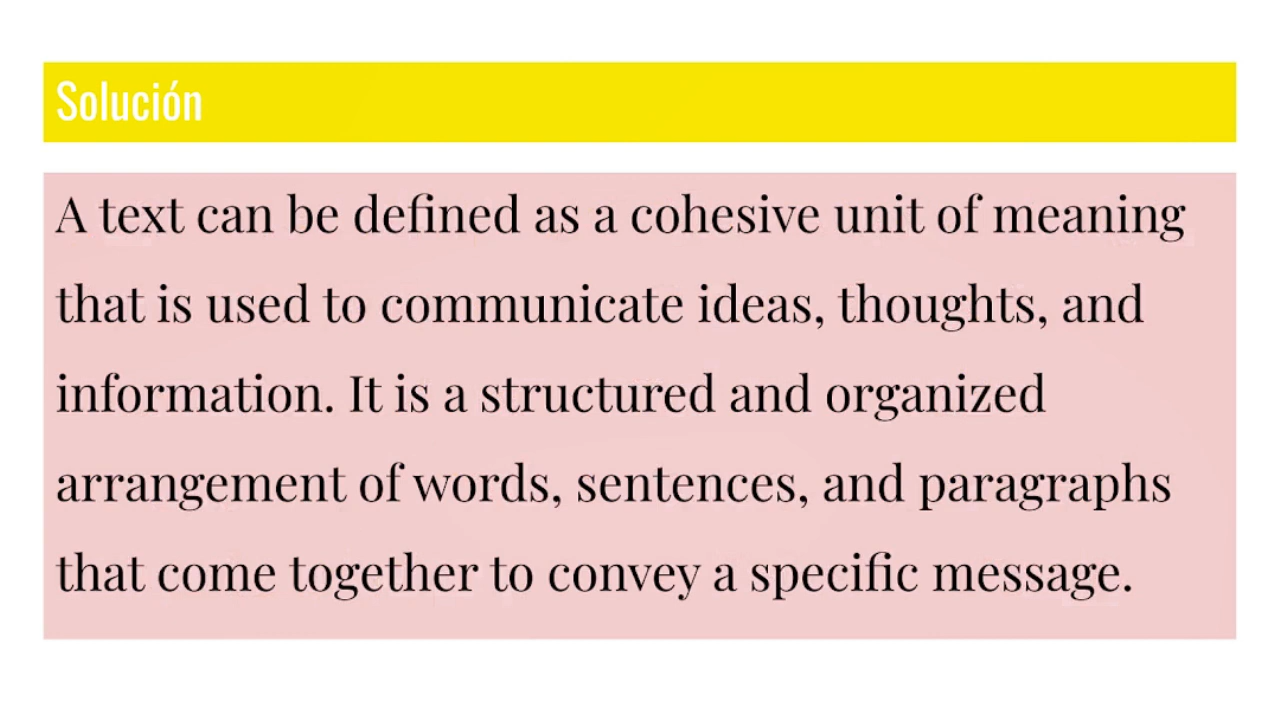 Solución
A text can be defined as a cohesive unit of meaning
that is used to communicate ideas, thoughts, and
information. It is a structured and organized
arrangement of words, sentences, and paragraphs
that come together to convey a specific message.